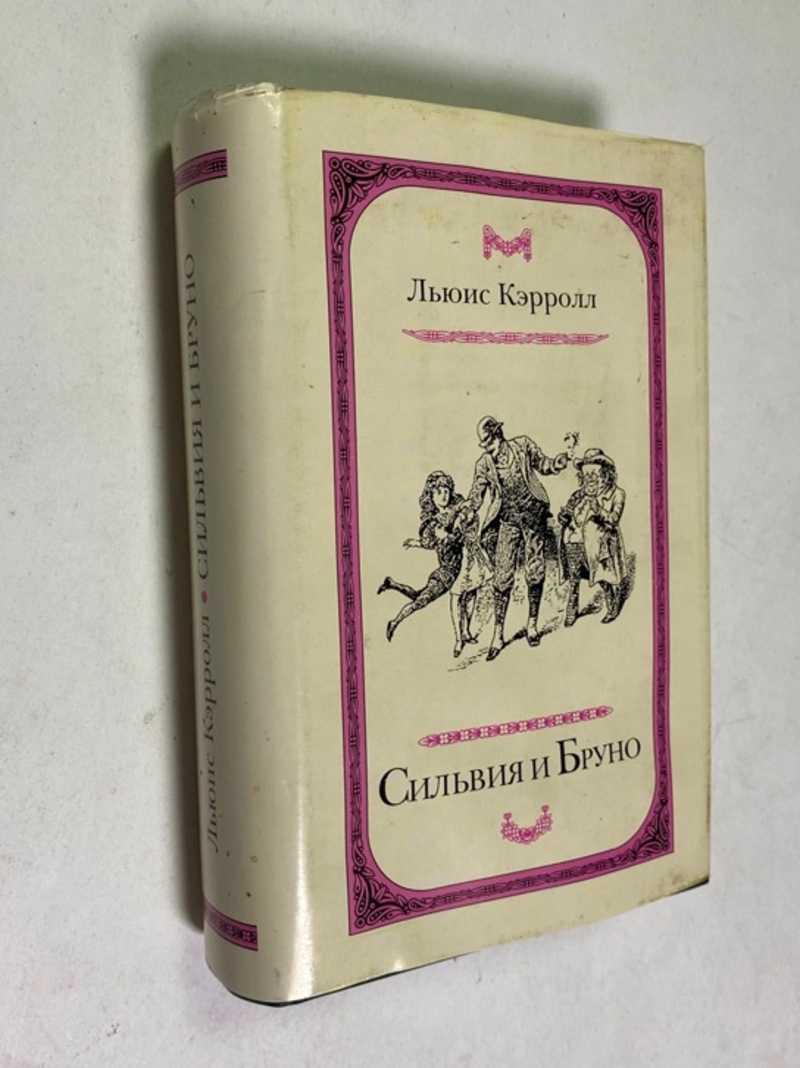 Льюис Кэрролл
Сильвия и Бруно
Льюис Кэрролл • Сильвия и Бруно